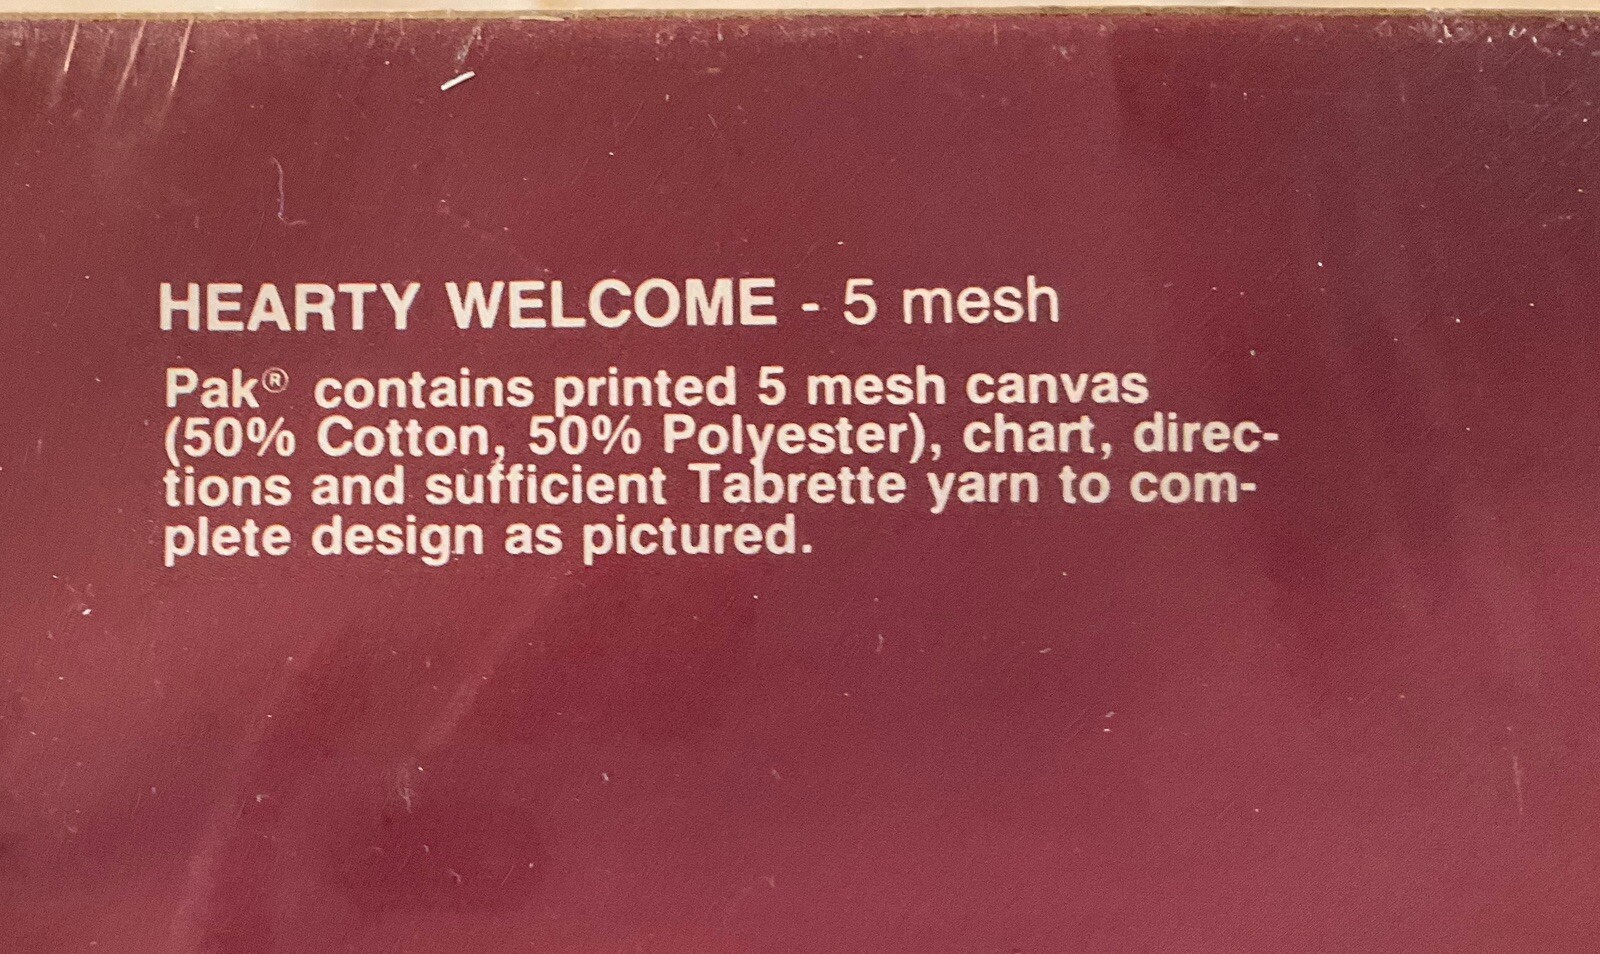 HEARTY WELCOME - 5 mesh
Pak® contains printed 5 mesh canvas
(50% Cotton, 50% Polyester), chart, direc-
tions and sufficient Tabrette yarn to com-
plete design as pictured.